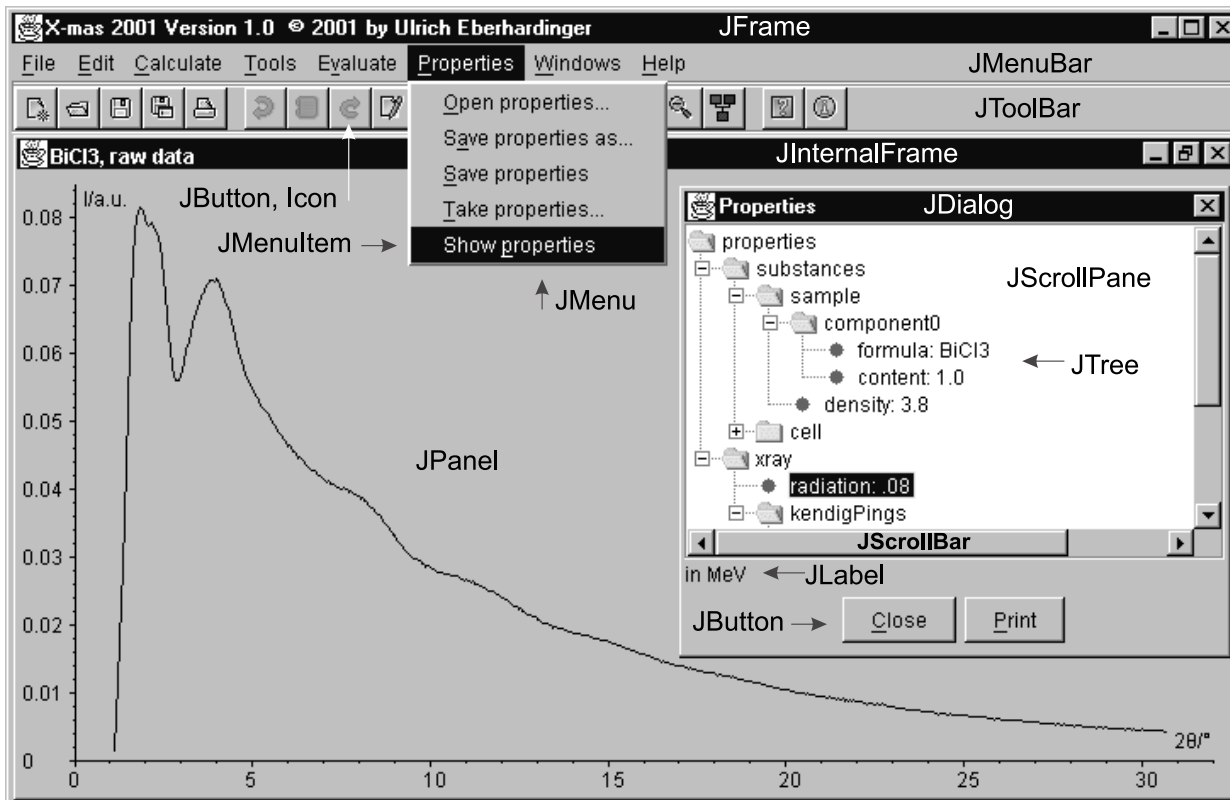 X-mas 2001 Version 1.0 © 2001 by Ulrich Eberhardinger JFrame
File Edit Calculate Tools Evaluate Properties Windows Help JMenuBar
JToolBar
Open properties...
Save properties as...
Save properties
Take properties...
Show properties
BiCl3, raw data JInternalFrame
JButton, Icon
JMenuItem
JMenu
I/a.u.
0.08
0.07
0.06
0.05
0.04
0.03
0.02
0.01
0
JPanel
0 5 10 15 20 25 30
2θ/°
Properties JDialog
properties
substances
sample
component0
formula: BiCl3
content: 1.0
density: 3.8
cell
xray
radiation: .08
kendigPings
JScrollPane
JTree
JScrollBar
in MeV JLabel
JButton Close Print